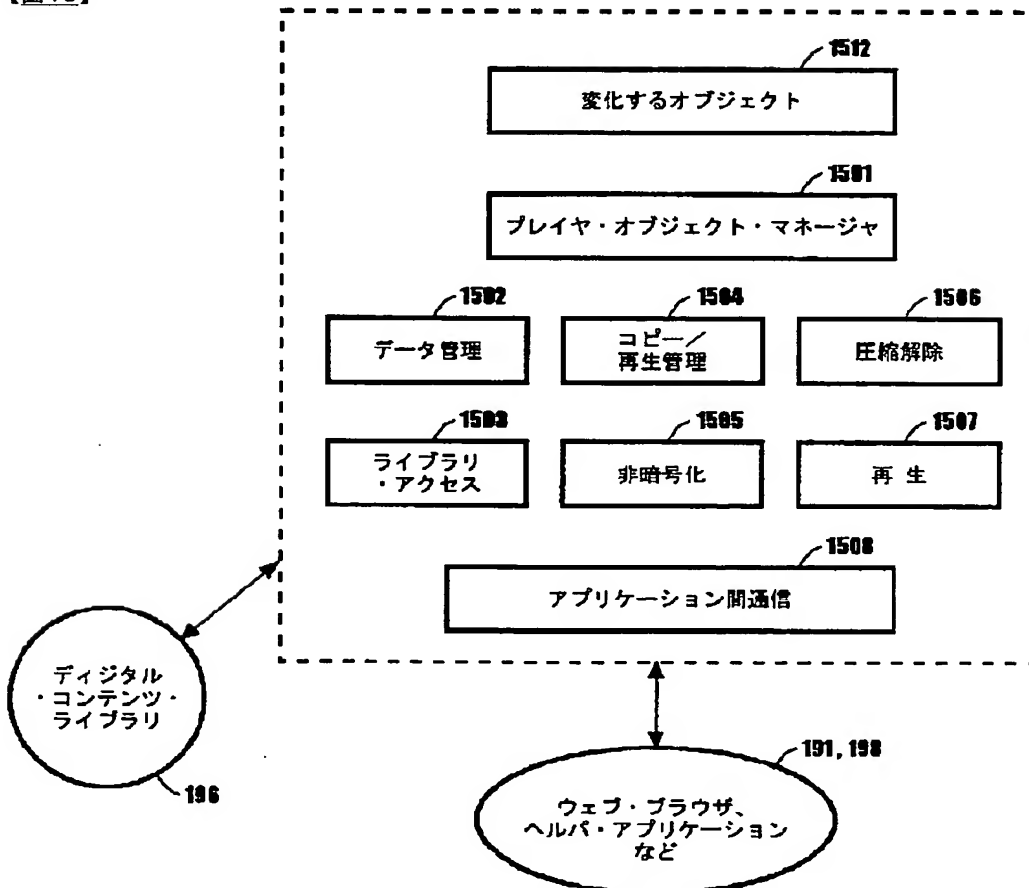 1512
変化するオブジェクト
1501
プレイヤ・オブジェクト・マネージャ
1502
データ管理
1504
コピー／
再生管理
1506
圧縮解除
1503
ライブラリ
・アクセス
1505
非暗号化
1507
再 生
1508
アプリケーション間通信
ディジタル
・コンテンツ・
ライブラリ
196
191, 198
ウェブ・ブラウザ、
ヘルパ・アプリケーション
など